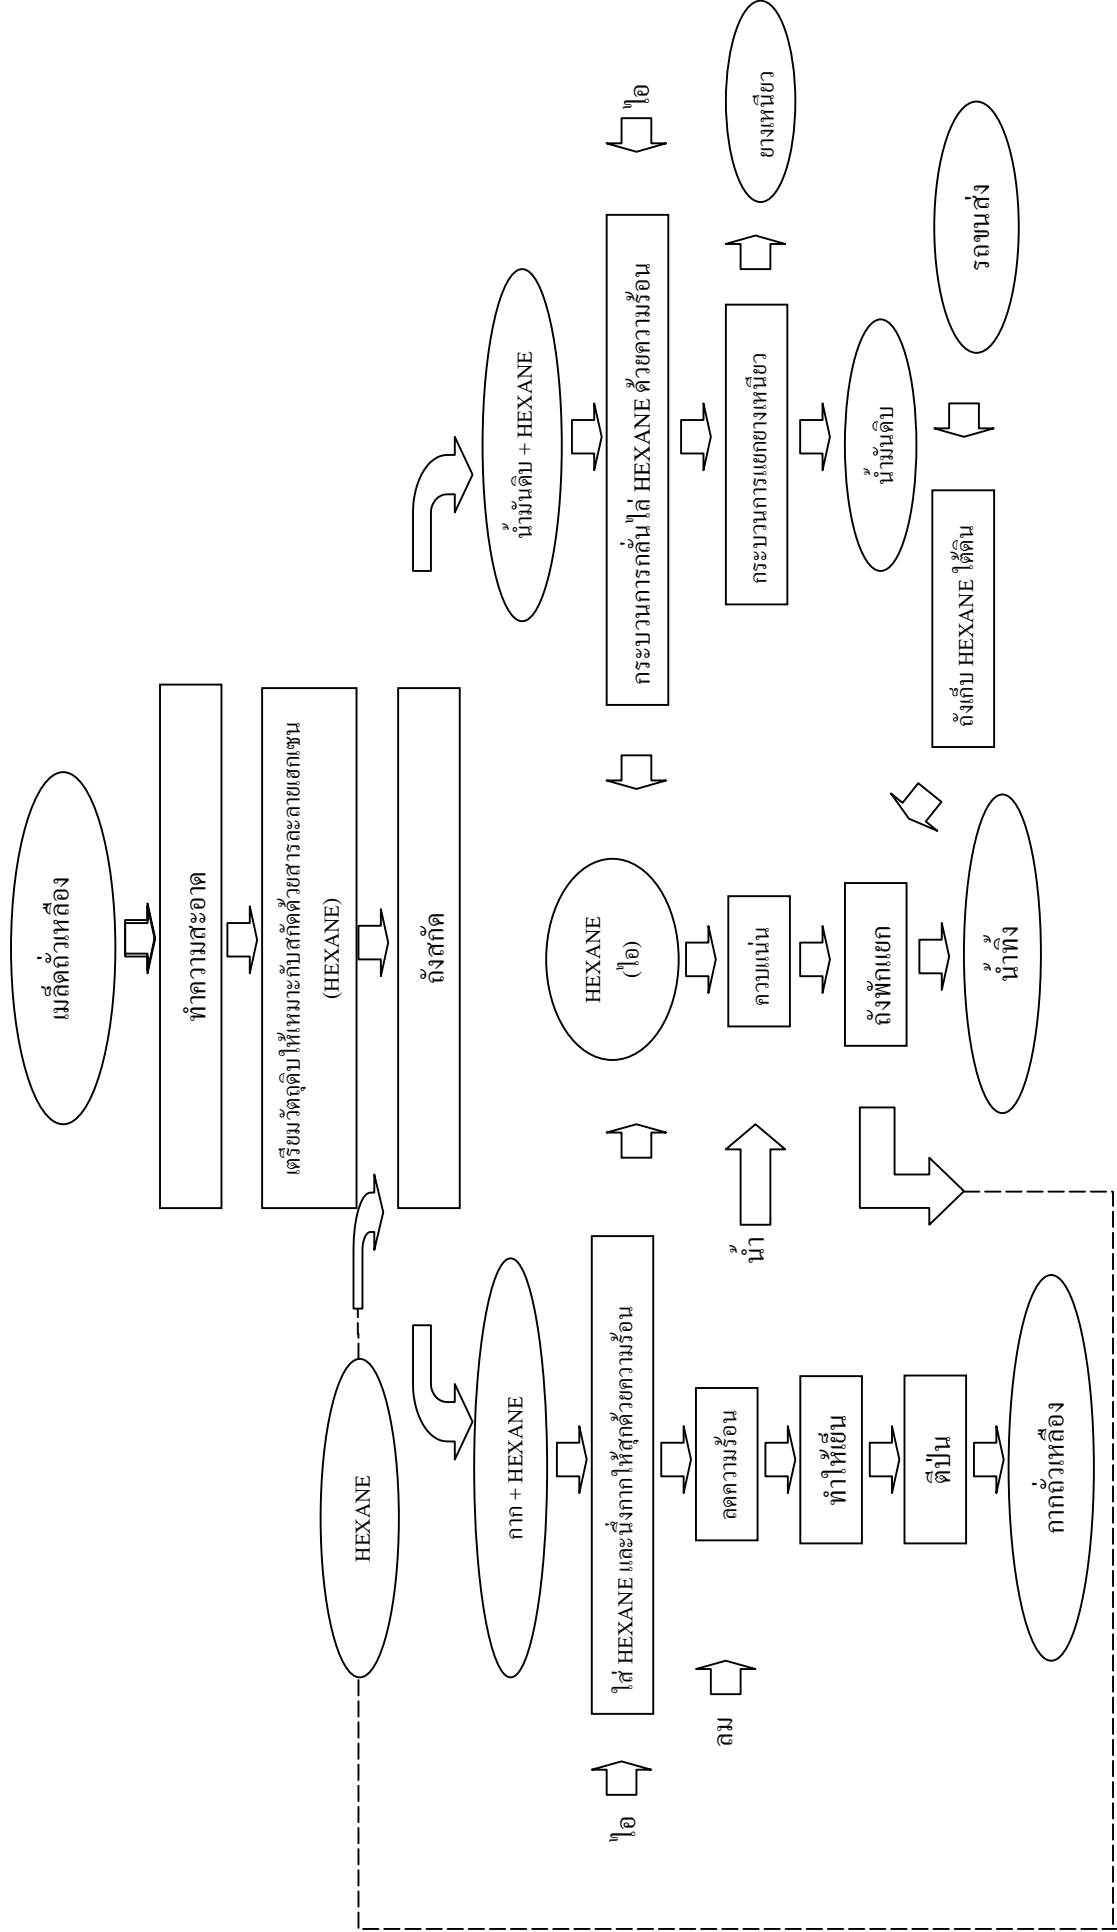 เมล็ดถั่วเหลือง
ทำความสะอาด
เตรียมวัตถุดิบให้เหมาะกับสกัดด้วยสารละลายเฮกเซน
(HEXANE)
HEXANE
ถังสกัด
กาก + HEXANE
น้ำมันดิบ + HEXANE
ไอ
ไล่ HEXANE และนึ่งกากให้สุกด้วยความร้อน
HEXANE
(ไอ)
กระบวนการกลั่นไล่ HEXANE ด้วยความร้อน
ไอ
ลม
ลดความร้อน
น้ำ
ควบแน่น
กระบวนการแยกยางเหนียว
ยางเหนียว
ทำให้เย็น
ถังพักแยก
น้ำมันดิบ
ตีป่น
ถังเก็บ HEXANE ใต้ดิน
รถขนส่ง
กากถั่วเหลือง
น้ำทิ้ง